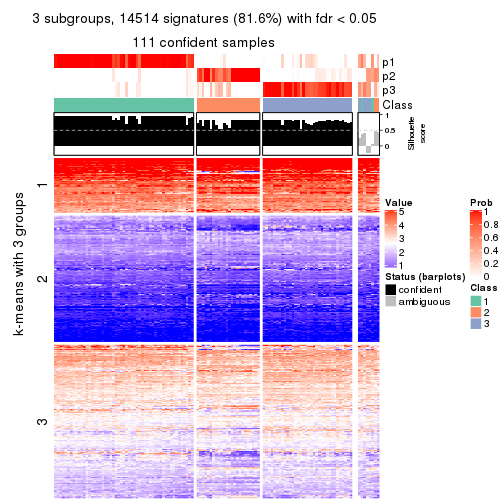 3 subgroups, 14514 signatures (81.6%) with fdr < 0.05
111 confident samples
p1
p2
p3
Class
1
0.5
0
Silhouette
score
k-means with 3 groups
1
2
3
Value
5
4
3
2
1
Status (barplots)
confident
ambiguous
Prob
1
0.8
0.6
0.4
0.2
0
Class
1
2
3